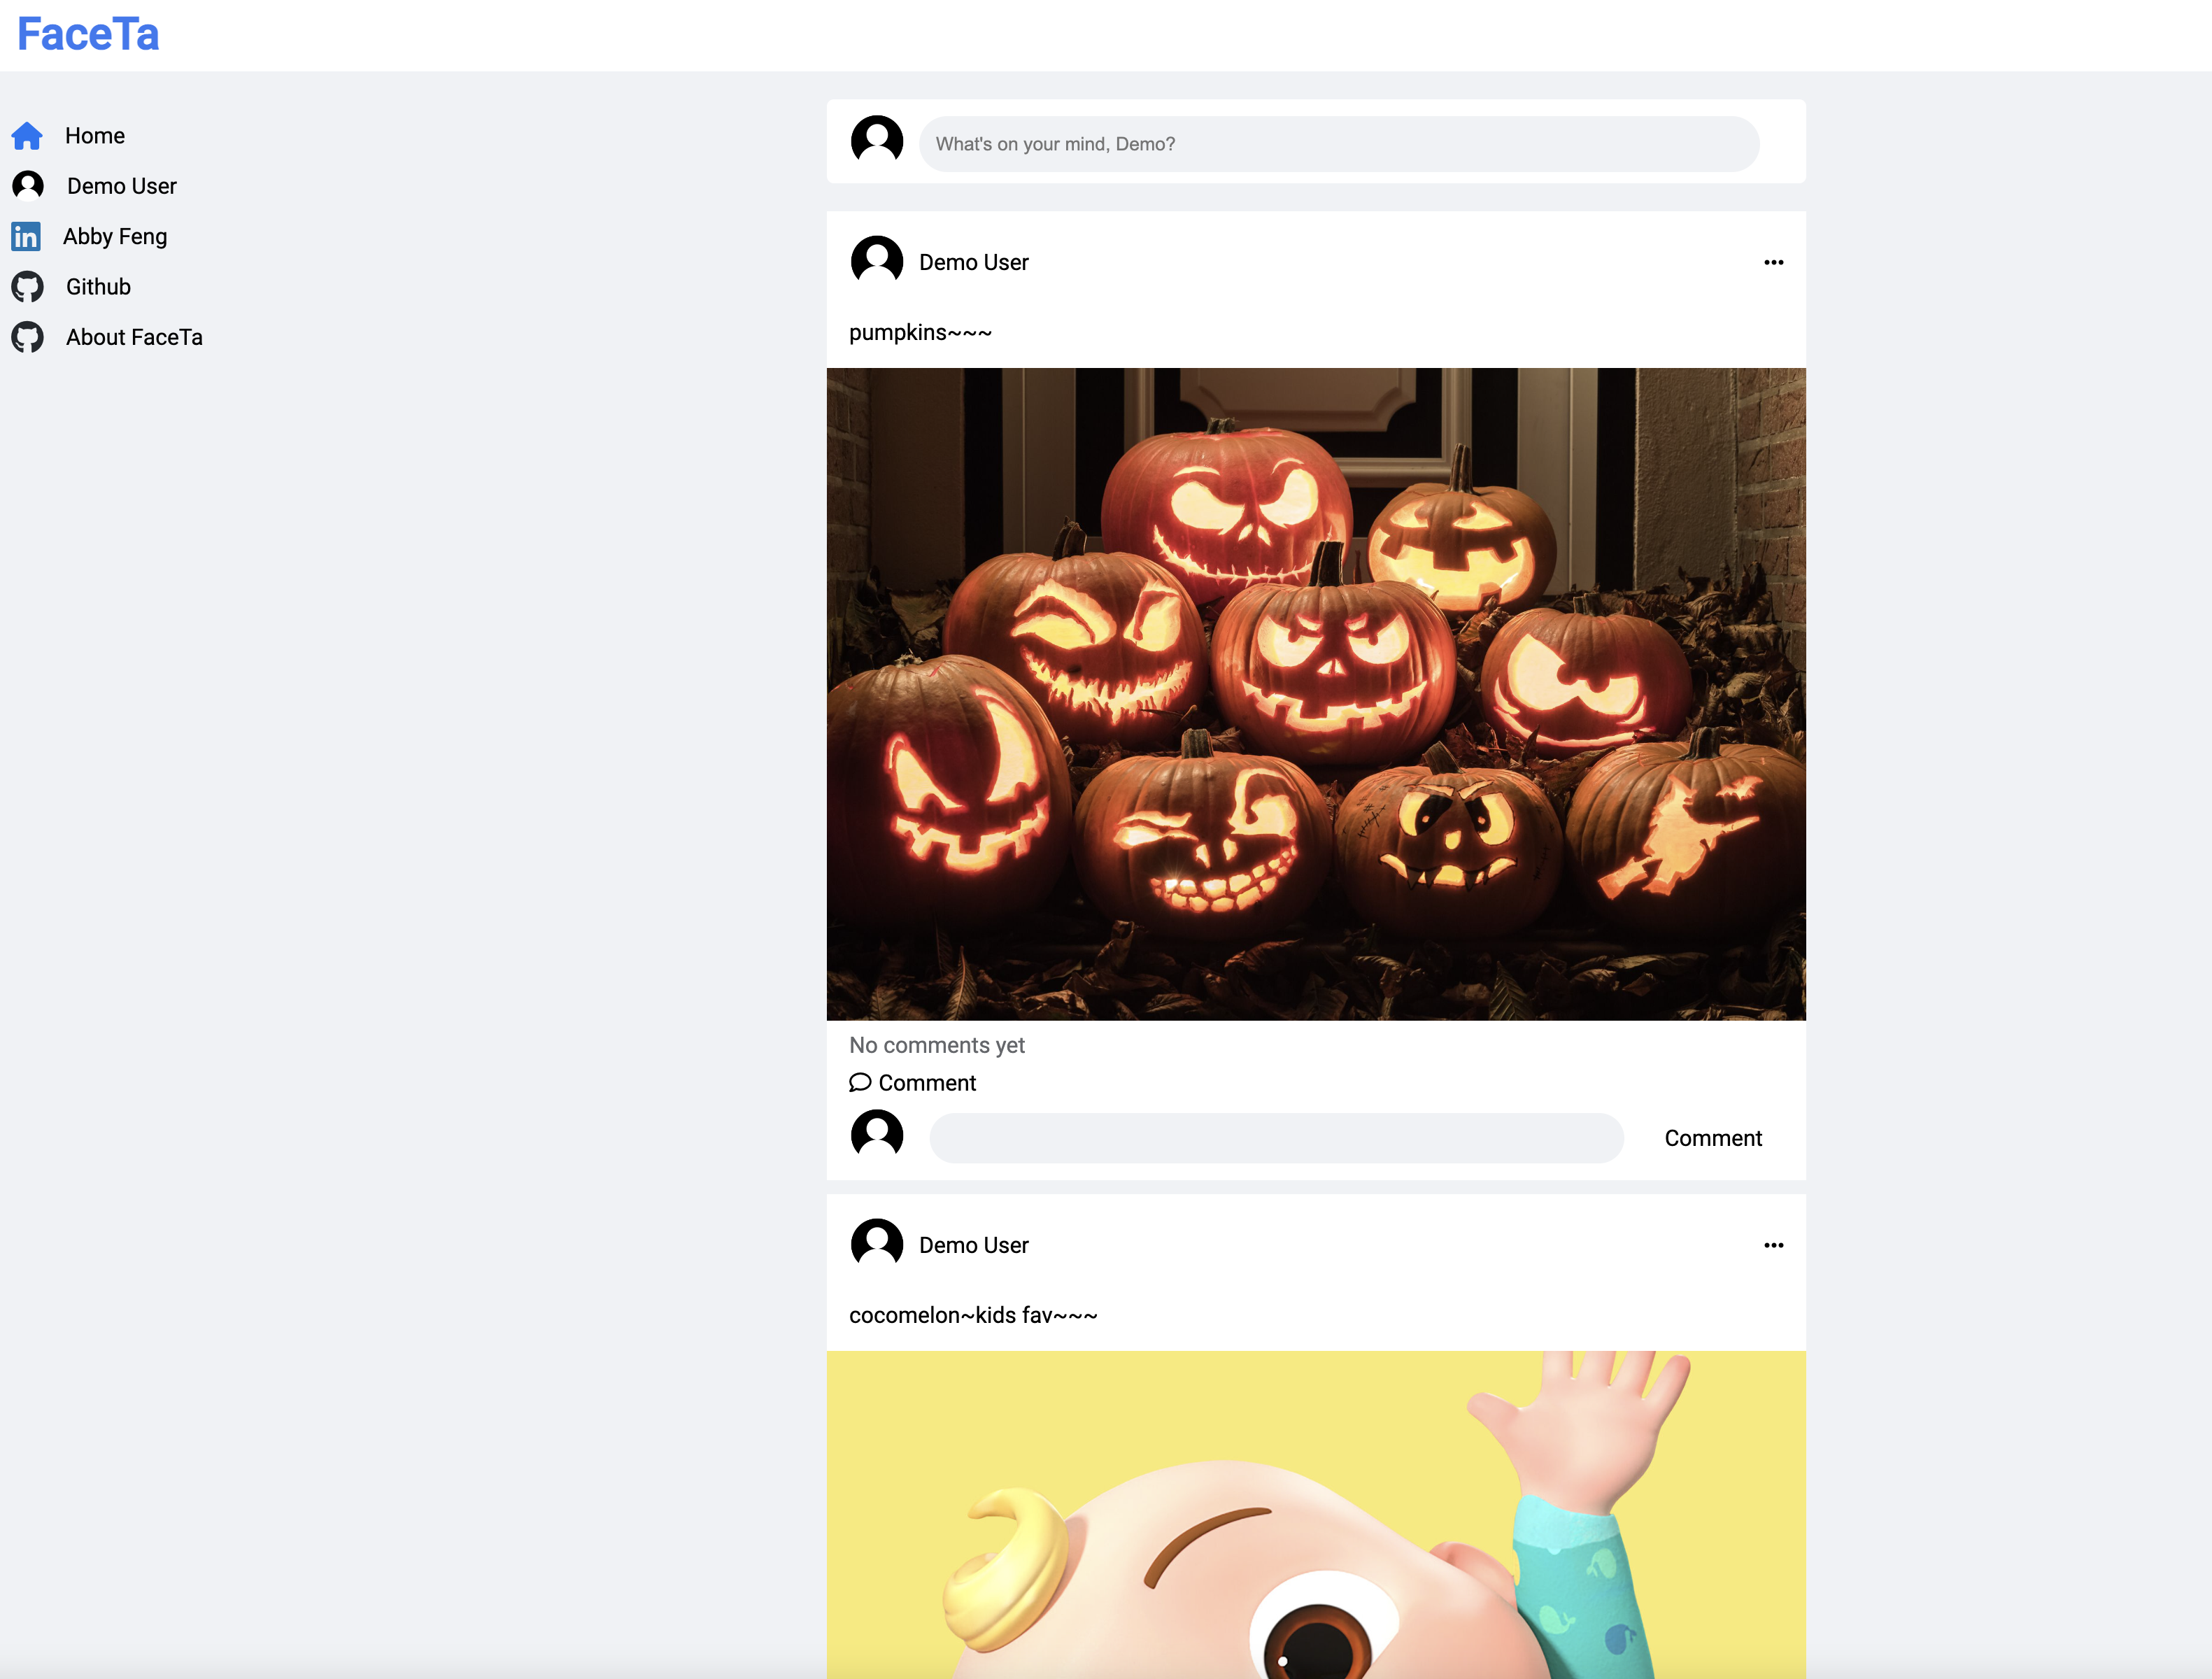 FaceTa
Home
Demo User
Abby Feng
Github
About FaceTa
What's on your mind, Demo?
Demo User
pumpkins~~~
No comments yet
Comment
Comment
Demo User
cocomelon~kids fav~~~